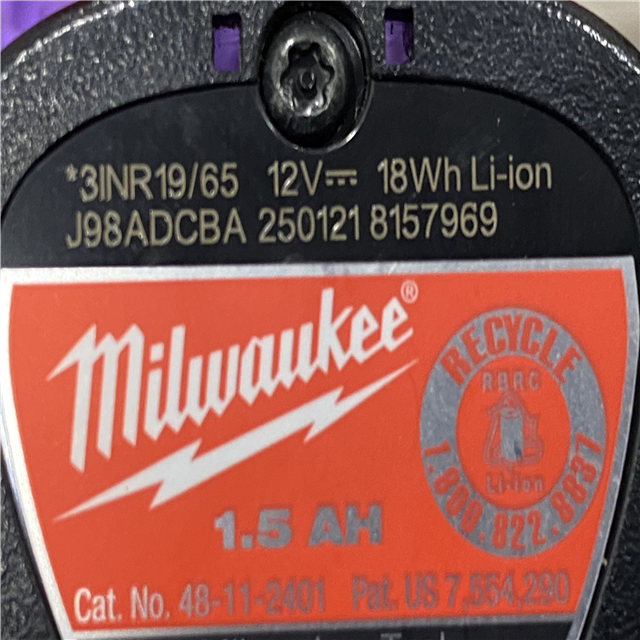 *3INR19/65 12V⎓ 18Wh Li-ion
J98ADCBA 250121 8157969
Milwaukee®
RECYCLE
RBRC
Li-ion
1.800.822.8837
1.5 AH
Cat. No. 48-11-2401 Pat. US 7,554,290